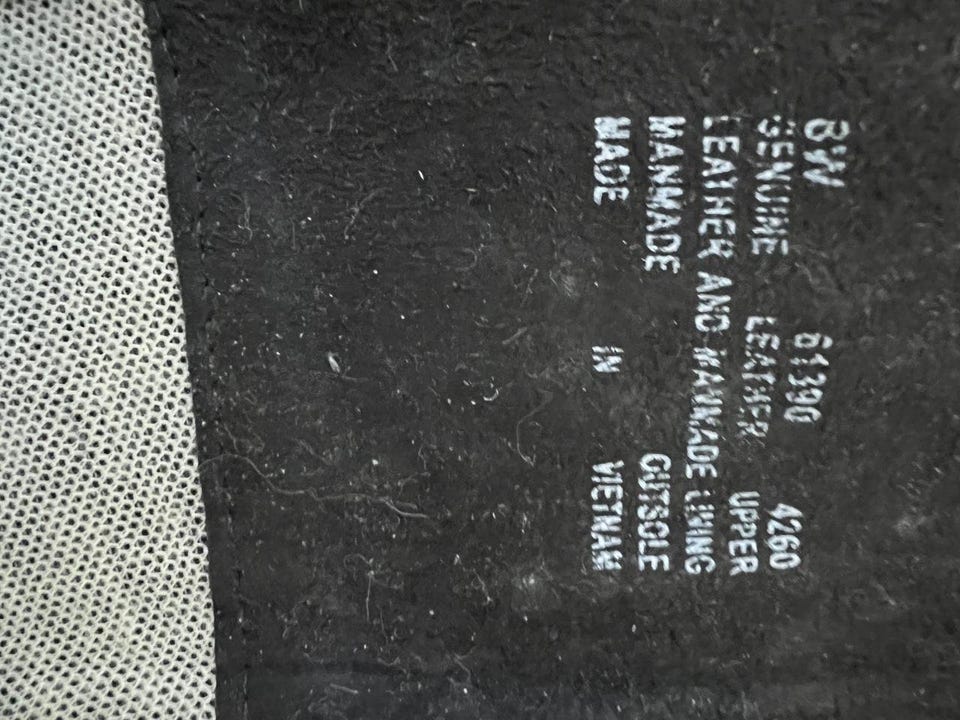 8W 61390 4260
GENUINE LEATHER UPPER
LEATHER AND MANMADE LINING
MANMADE OUTSOLE
MADE IN VIETNAM